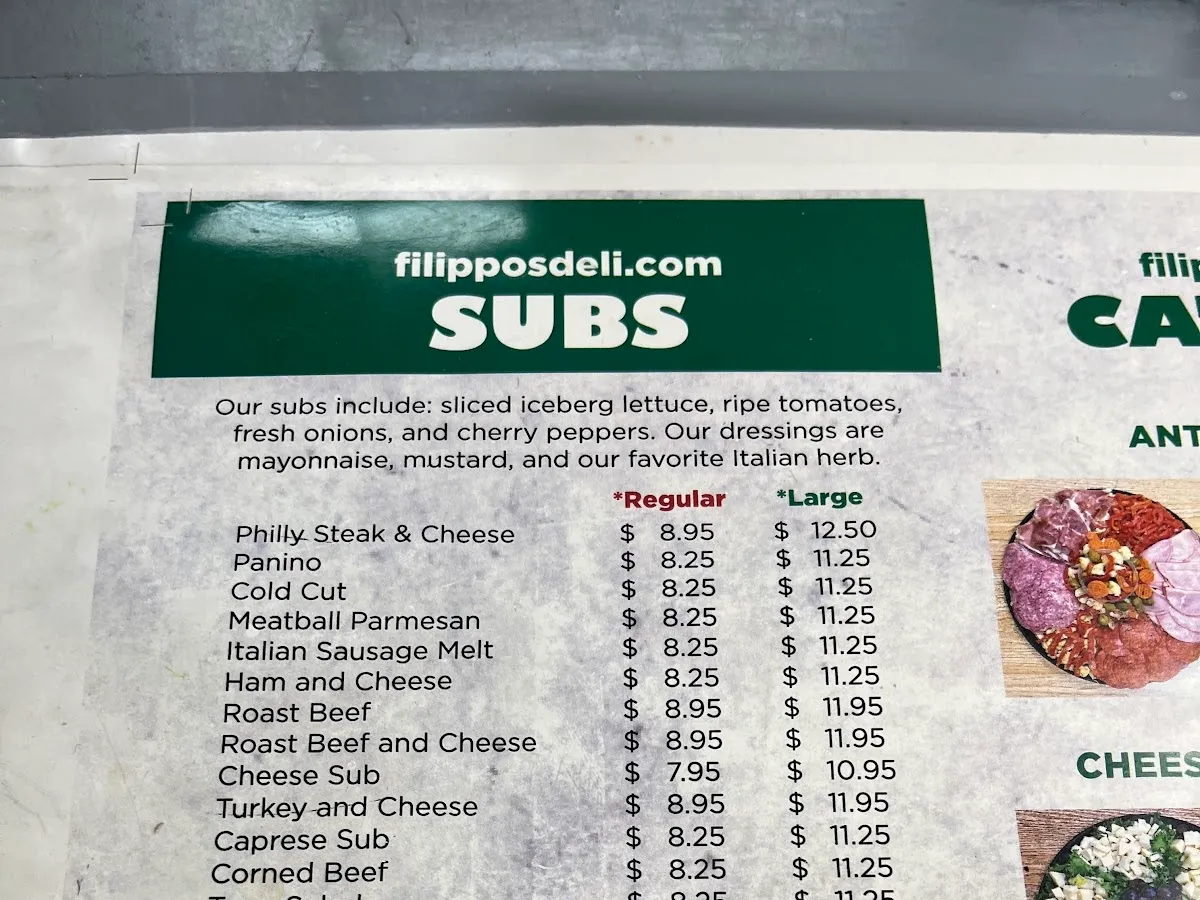 filipposdeli.com
SUBS
Our subs include: sliced iceberg lettuce, ripe tomatoes,
fresh onions, and cherry peppers. Our dressings are
mayonnaise, mustard, and our favorite Italian herb.
*Regular *Large
Philly Steak & Cheese $ 8.95 $ 12.50
Panino $ 8.25 $ 11.25
Cold Cut $ 8.25 $ 11.25
Meatball Parmesan $ 8.25 $ 11.25
Italian Sausage Melt $ 8.25 $ 11.25
Ham and Cheese $ 8.25 $ 11.25
Roast Beef $ 8.95 $ 11.95
Roast Beef and Cheese $ 8.95 $ 11.95
Cheese Sub $ 7.95 $ 10.95
Turkey and Cheese $ 8.95 $ 11.95
Caprese Sub $ 8.25 $ 11.25
Corned Beef $ 8.25 $ 11.25